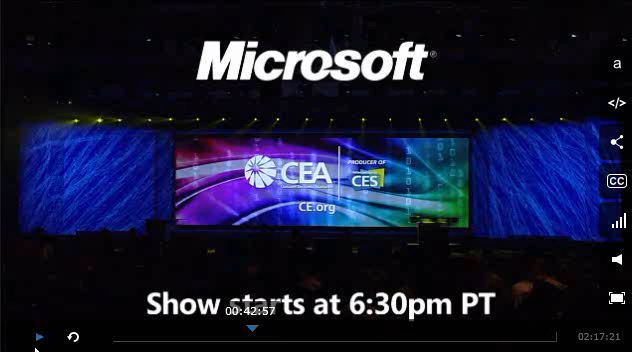 Microsoft®
a
</>
PRODUCER OF
CEA
CES
CC
CE.org
Show starts at 6:30pm PT
00:42:57
02:17:21